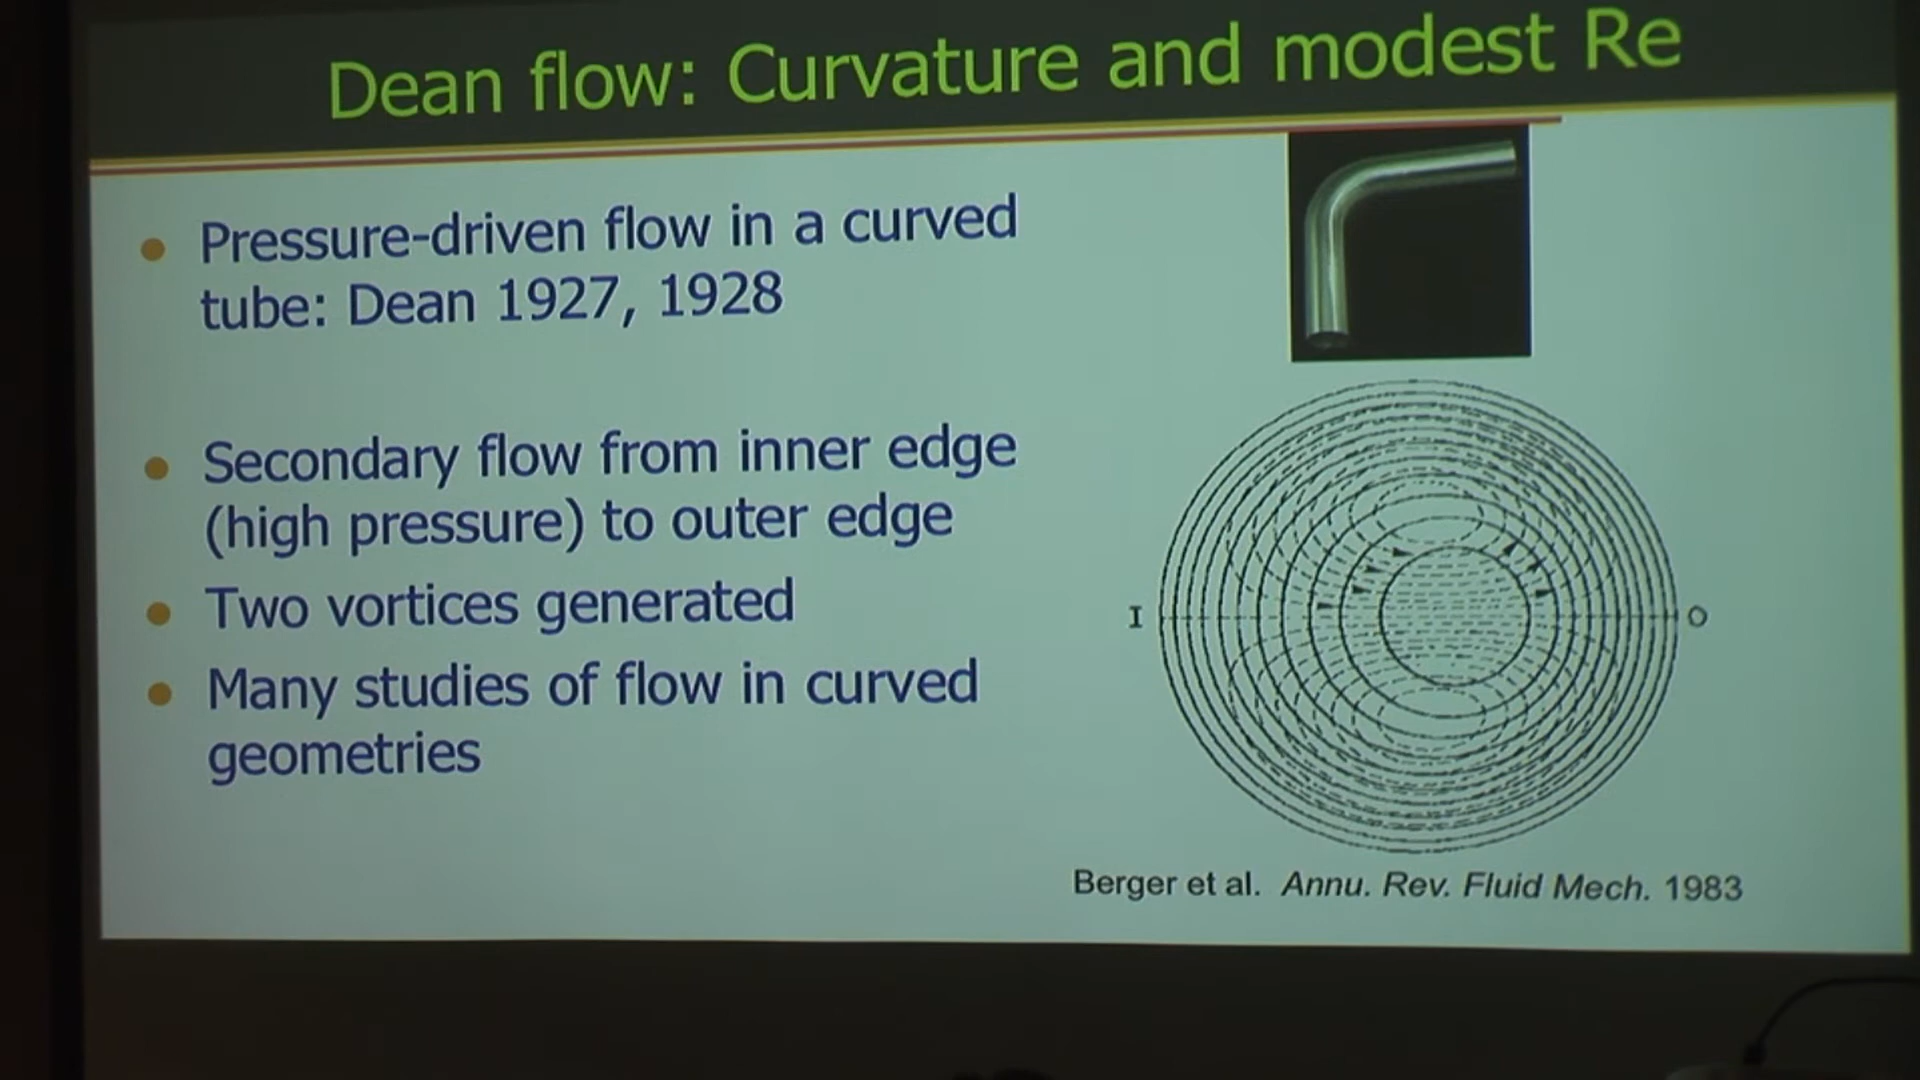 Dean flow: Curvature and modest Re
Pressure-driven flow in a curved
tube: Dean 1927, 1928
Secondary flow from inner edge
(high pressure) to outer edge
Two vortices generated
Many studies of flow in curved
geometries
I
O
Berger et al. Annu. Rev. Fluid Mech. 1983